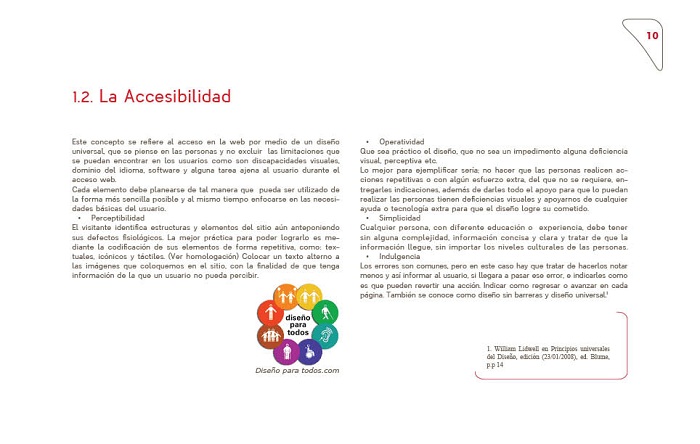 10
1.2. La Accesibilidad
Este concepto se refiere al acceso en la web por medio de un diseño
universal, que se piense en las personas y no excluir las limitaciones que
se puedan encontrar en los usuarios como son discapacidades visuales,
dominio del idioma, software y alguna tarea ajena al usuario durante el
acceso web.
Cada elemento debe planearse de tal manera que pueda ser utilizado de
la forma más sencilla posible y al mismo tiempo enfocarse en las necesi-
dades básicas del usuario.
• Perceptibilidad
El visitante identifica estructuras y elementos del sitio aún anteponiendo
sus defectos fisiológicos. La mejor práctica para poder lograrlo es me-
diante la codificación de sus elementos de forma repetitiva, como: tex-
tuales, icónicos y táctiles. (Ver homologación) Colocar un texto alterno a
las imágenes que coloquemos en el sitio, con la finalidad de que tenga
información de la que un usuario no pueda percibir.
diseño
para
todos
Diseño para todos.com
• Operatividad
Que sea práctico el diseño, que no sea un impedimento alguna deficiencia
visual, perceptiva etc.
Lo mejor para ejemplificar sería; no hacer que las personas realicen ac-
ciones repetitivas o con algún esfuerzo extra, del que no se requiere, en-
tregarles indicaciones, además de darles todo el apoyo para que lo puedan
realizar las personas tienen deficiencias visuales y apoyarnos de cualquier
ayuda o tecnología extra para que el diseño logre su cometido.
• Simplicidad
Cualquier persona, con diferente educación o experiencia, debe tener
sin alguna complejidad, información concisa y clara y tratar de que la
información llegue, sin importar los niveles culturales de las personas.
• Indulgencia
Los errores son comunes, pero en este caso hay que tratar de hacerlos notar
menos y así informar al usuario, si llegara a pasar ese error, e indicarles como
es que pueden revertir una acción. Indicar como regresar o avanzar en cada
página. También se conoce como diseño sin barreras y diseño universal.¹
1. William Lidwell en Principios universales
del Diseño, edición (23/01/2008), ed. Blume,
p.p 14